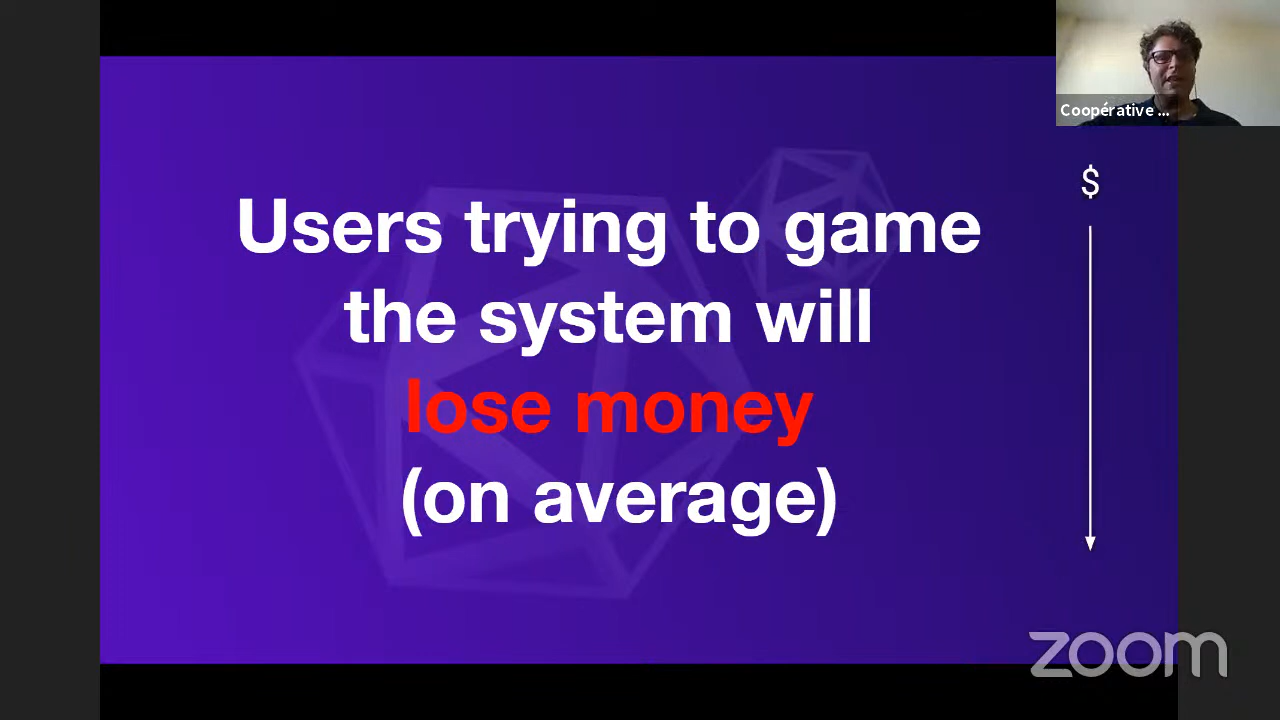 Coopérative ...
$
Users trying to game
the system will
lose money
(on average)
zoom